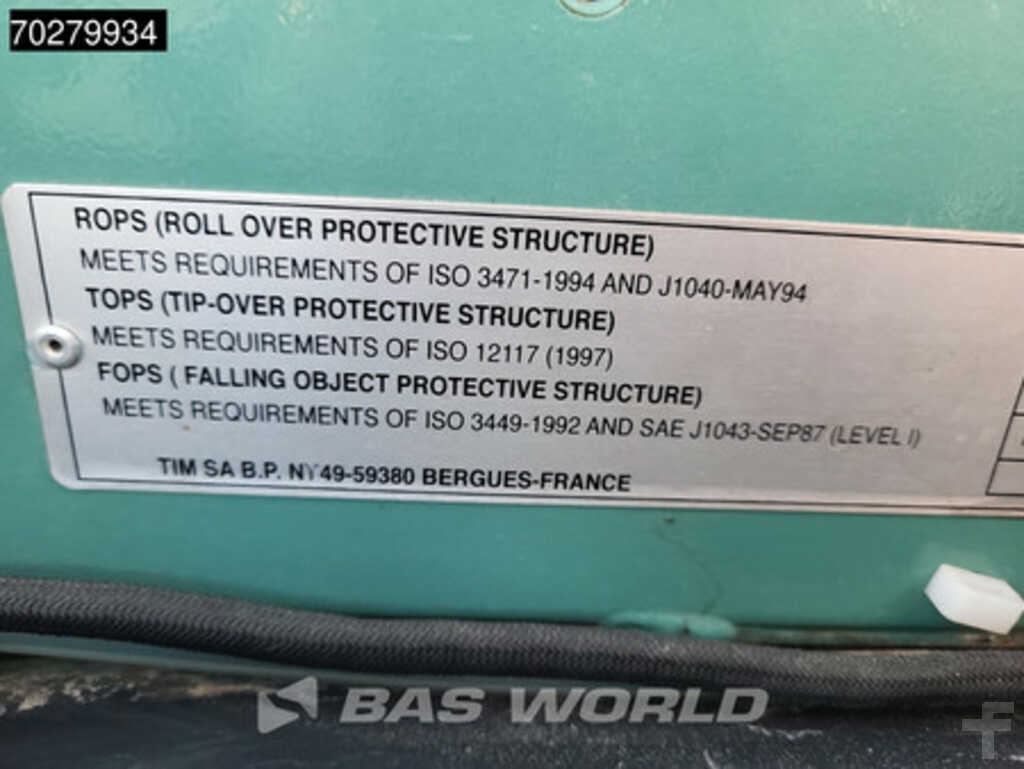 70279934
ROPS (ROLL OVER PROTECTIVE STRUCTURE)
MEETS REQUIREMENTS OF ISO 3471-1994 AND J1040-MAY94
TOPS (TIP-OVER PROTECTIVE STRUCTURE)
MEETS REQUIREMENTS OF ISO 12117 (1997)
FOPS ( FALLING OBJECT PROTECTIVE STRUCTURE)
MEETS REQUIREMENTS OF ISO 3449-1992 AND SAE J1043-SEP87 (LEVEL I)
TIM SA B.P. 49-59380 BERGUES-FRANCE
BAS WORLD